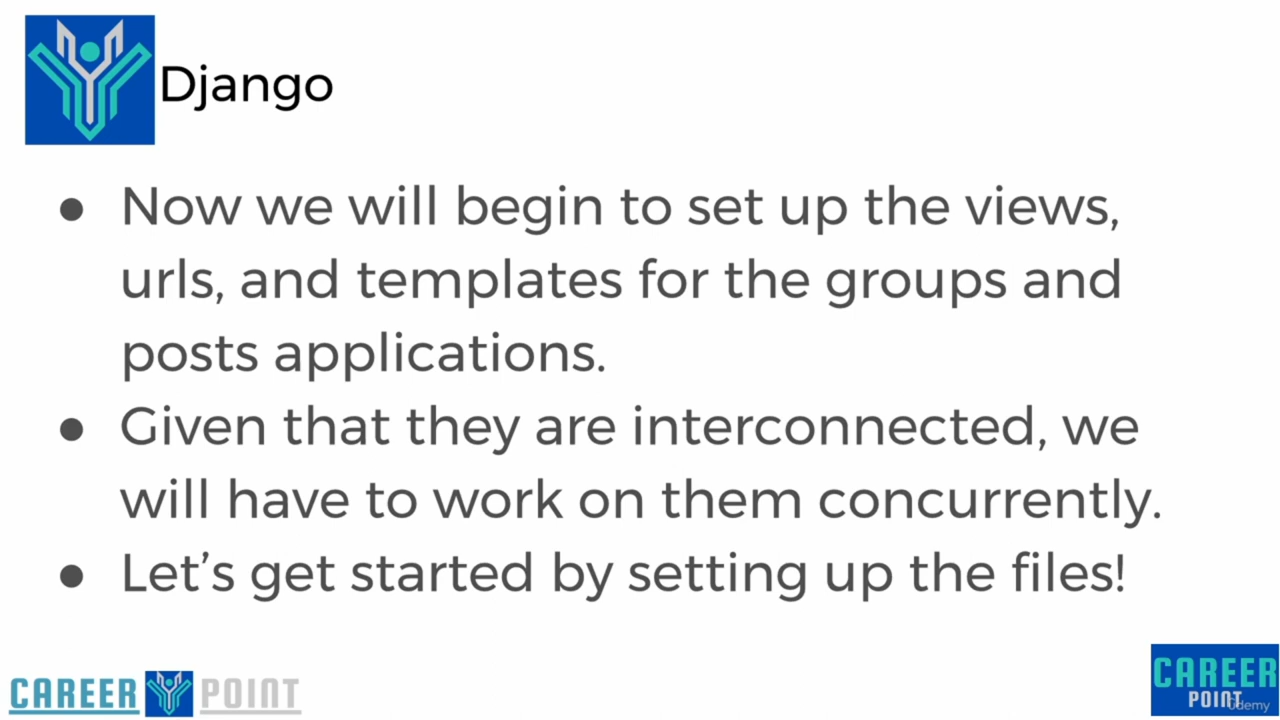 Django
● Now we will begin to set up the views,
urls, and templates for the groups and
posts applications.
● Given that they are interconnected, we
will have to work on them concurrently.
● Let’s get started by setting up the files!
CAREER POINT
CAREER
POINT
Udemy